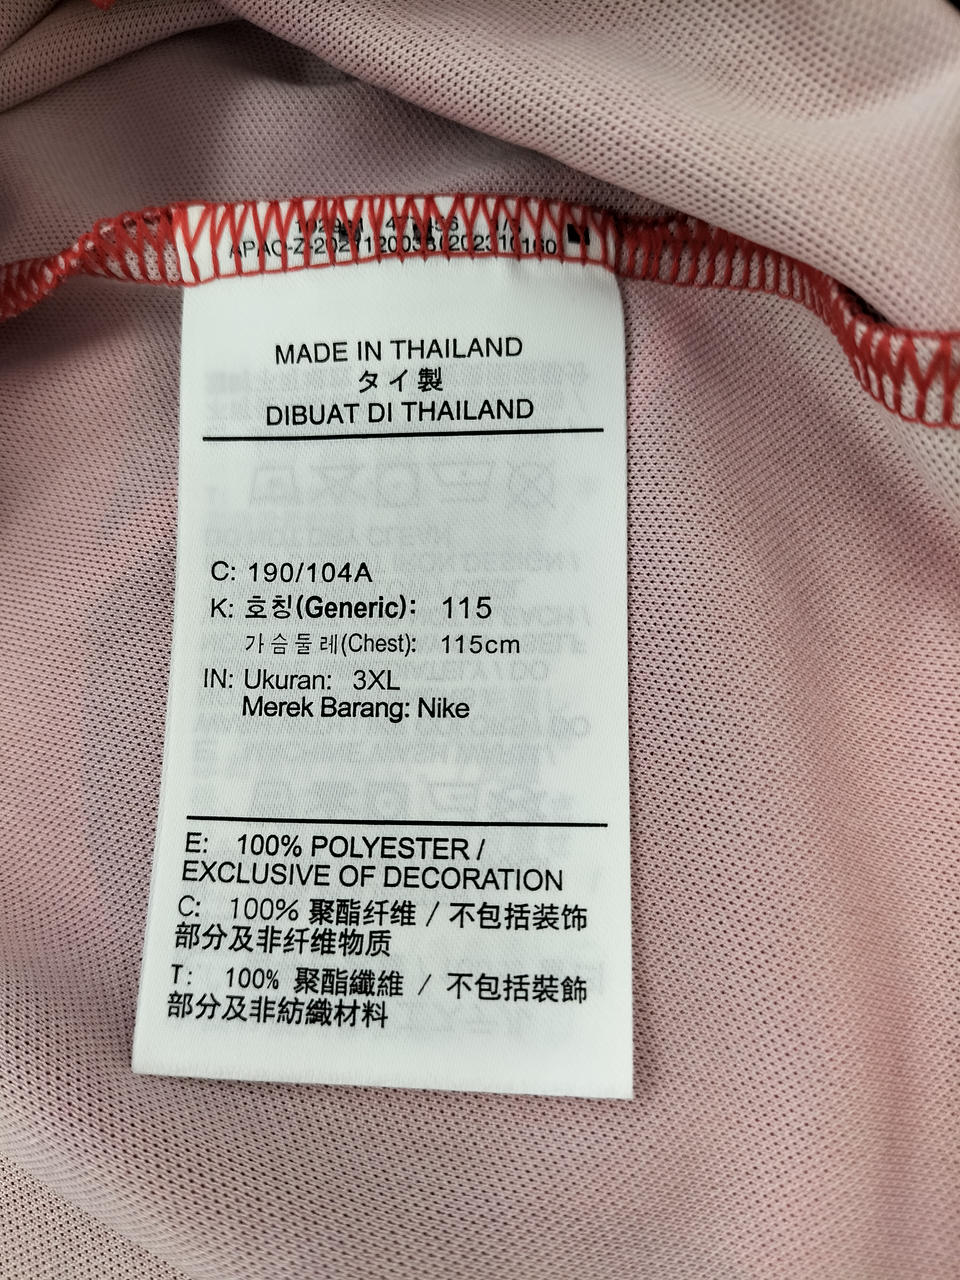 MADE IN THAILAND
タイ製
DIBUAT DI THAILAND
C: 190/104A
K: 호칭(Generic): 115
가슴둘레(Chest): 115cm
IN: Ukuran: 3XL
Merek Barang: Nike
E: 100% POLYESTER /
EXCLUSIVE OF DECORATION
C: 100% 聚酯纤维 / 不包括装饰
部分及非纤维物质
T: 100% 聚酯纖維 / 不包括裝飾
部分及非紡織材料